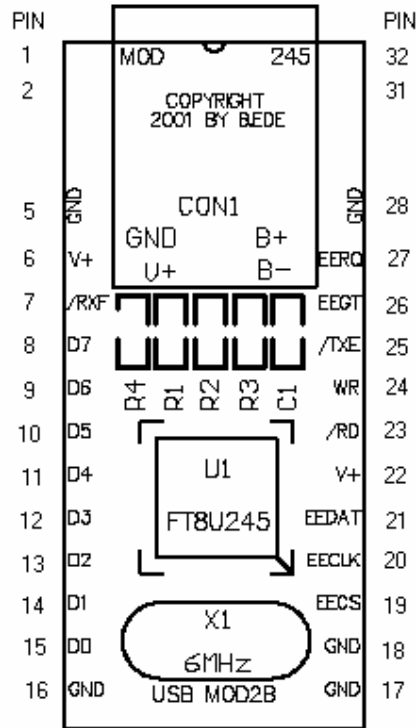 PIN PIN
1 MOD 245 32
2 31
COPYRIGHT
2001 BY B.EDE
5 GND CON1 GND 28
GND B+
6 V+ EERQ 27
V+ B-
7 /RXF EEGT 26
8 D7 /TXE 25
9 D6 R4 R1 R2 R3 C1 WR 24
10 D5 /RD 23
11 D4 U1 V+ 22
12 D3 FT8U245 EEDAT 21
13 D2 EECLK 20
14 D1 EECS 19
X1
15 D0 GND 18
6MHz
16 GND USB MOD2B GND 17